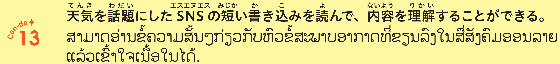 Can-do
13
天気を話題にしたSNSの短い書き込みを読んで、内容を理解することができる。
ສາມາດອ່ານຂໍ້ຄວາມສັ້ນໆກ່ຽວກັບຫົວຂໍ້ສະພາບອາກາດທີ່ຂຽນລົງໃນສື່ສັງຄົມອອນລາຍ
ແລ້ວເຂົ້າໃຈເນື້ອໃນໄດ້.